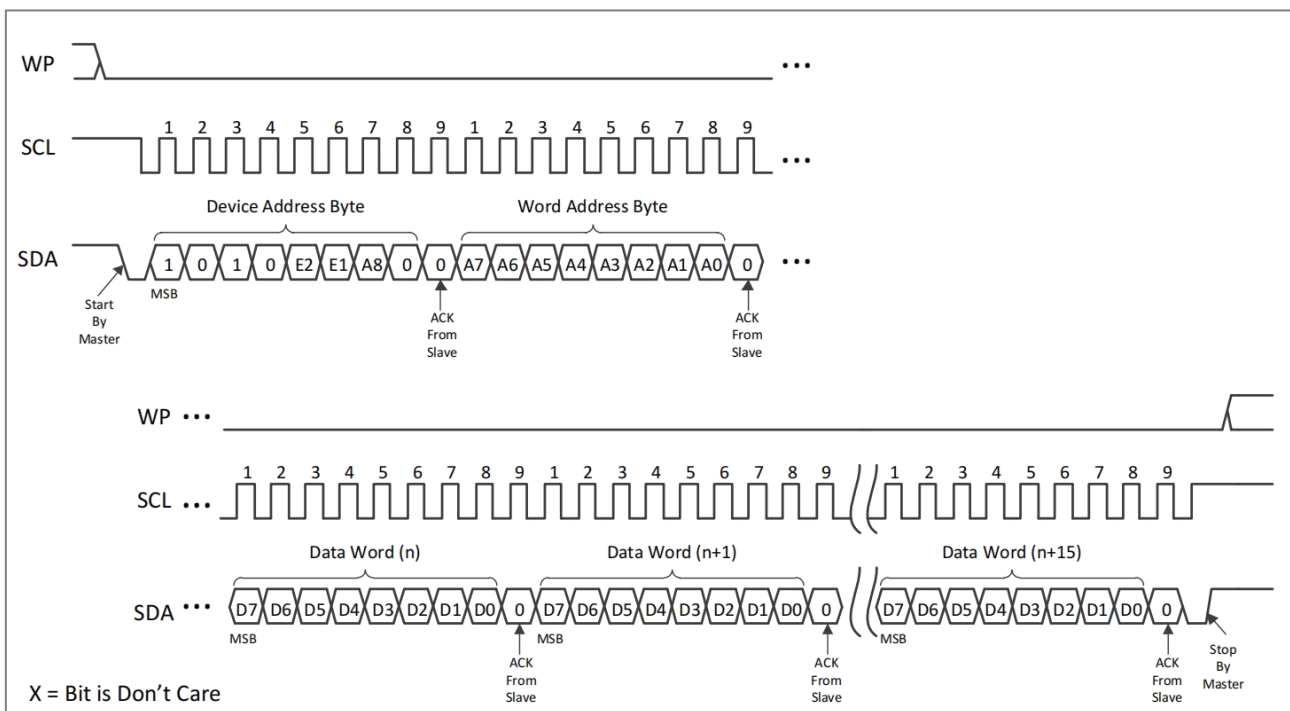 WP ...
1 2 3 4 5 6 7 8 9 1 2 3 4 5 6 7 8 9
SCL ...
Device Address Byte Word Address Byte
SDA 1 0 1 0 E2 E1 A8 0 0 A7 A6 A5 A4 A3 A2 A1 A0 0 ...
MSB
Start
By
Master
ACK
From
Slave
ACK
From
Slave
WP ...
1 2 3 4 5 6 7 8 9 1 2 3 4 5 6 7 8 9 1 2 3 4 5 6 7 8 9
SCL ...
Data Word (n) Data Word (n+1) Data Word (n+15)
SDA ... D7 D6 D5 D4 D3 D2 D1 D0 0 D7 D6 D5 D4 D3 D2 D1 D0 0 D7 D6 D5 D4 D3 D2 D1 D0 0
MSB MSB MSB
ACK
From
Slave
ACK
From
Slave
ACK
From
Slave
Stop
By
Master
X = Bit is Don’t Care